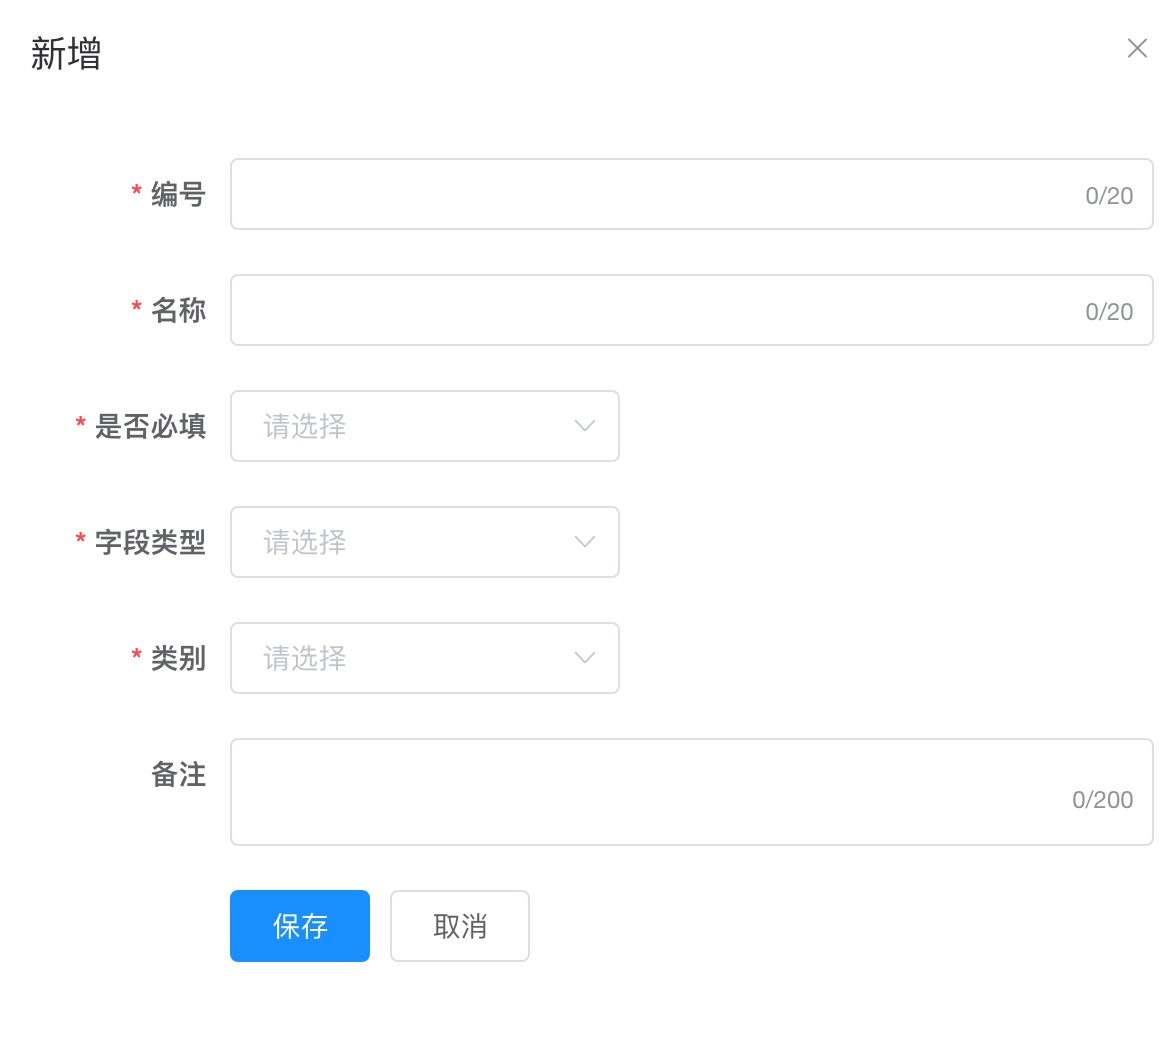 新增
* 编号 0/20
* 名称 0/20
* 是否必填 请选择
* 字段类型 请选择
* 类别 请选择
备注 0/200
保存 取消